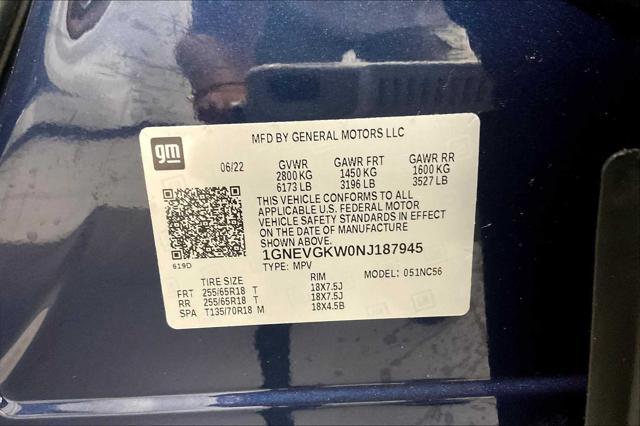 MFD BY GENERAL MOTORS LLC
gm
06/22 GVWR GAWR FRT GAWR RR
2800 KG 1450 KG 1600 KG
6173 LB 3196 LB 3527 LB
THIS VEHICLE CONFORMS TO ALL
APPLICABLE U.S. FEDERAL MOTOR
VEHICLE SAFETY STANDARDS IN EFFECT
ON THE DATE OF MANUFACTURE
SHOWN ABOVE.
1GNEVGKW0NJ187945
619D TYPE: MPV
TIRE SIZE RIM MODEL: 051NC56
FRT 255/65R18 T 18X7.5J
RR 255/65R18 T 18X7.5J
SPA T135/70R18 M 18X4.5B